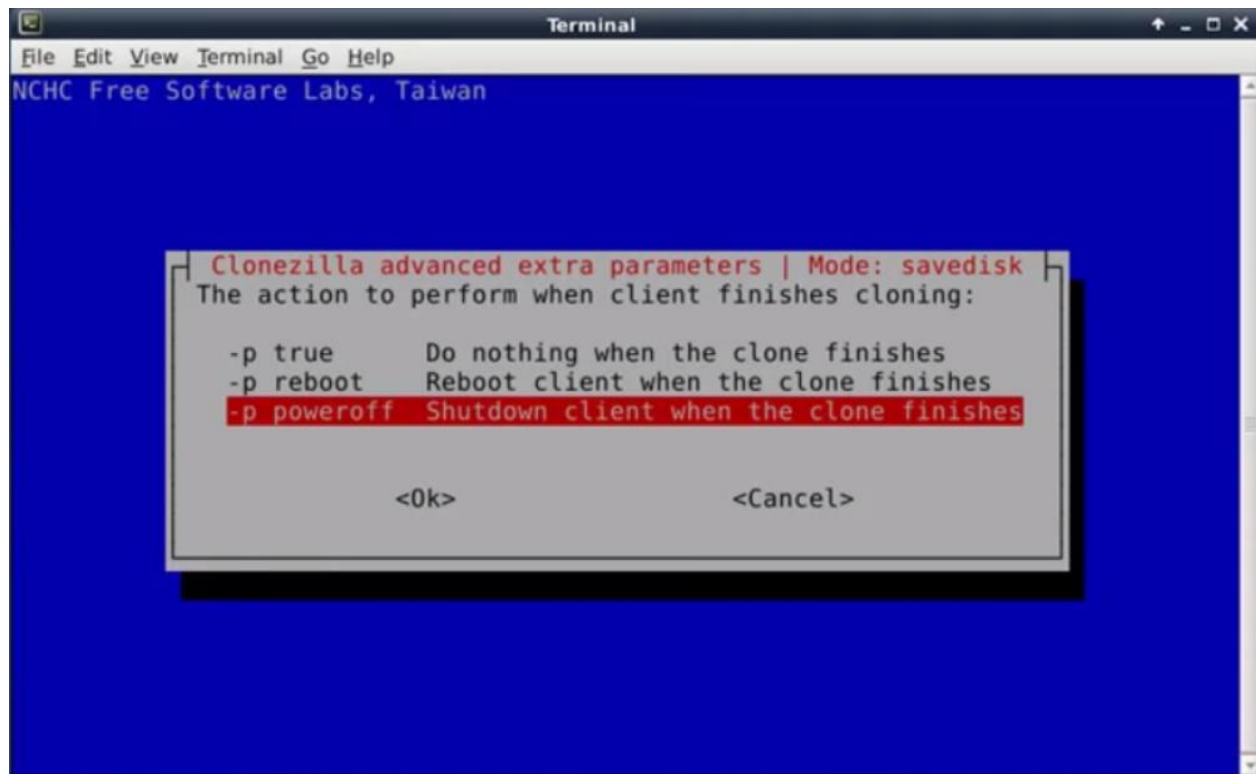 Terminal
File Edit View Terminal Go Help
NCHC Free Software Labs, Taiwan
Clonezilla advanced extra parameters | Mode: savedisk
The action to perform when client finishes cloning:
-p true Do nothing when the clone finishes
-p reboot Reboot client when the clone finishes
-p poweroff Shutdown client when the clone finishes
<Ok> <Cancel>